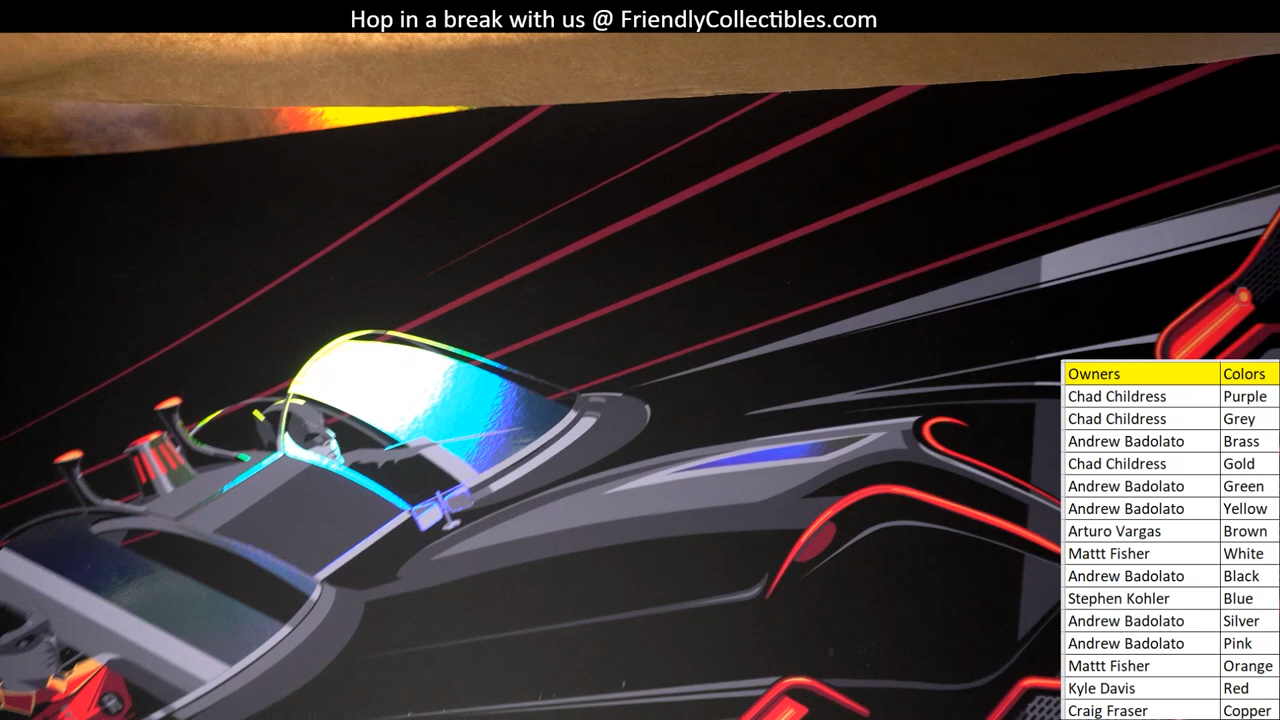 Hop in a break with us @ FriendlyCollectibles.com
Owners Colors
Chad Childress Purple
Chad Childress Grey
Andrew Badolato Brass
Chad Childress Gold
Andrew Badolato Green
Andrew Badolato Yellow
Arturo Vargas Brown
Mattt Fisher White
Andrew Badolato Black
Stephen Kohler Blue
Andrew Badolato Silver
Andrew Badolato Pink
Mattt Fisher Orange
Kyle Davis Red
Craig Fraser Copper